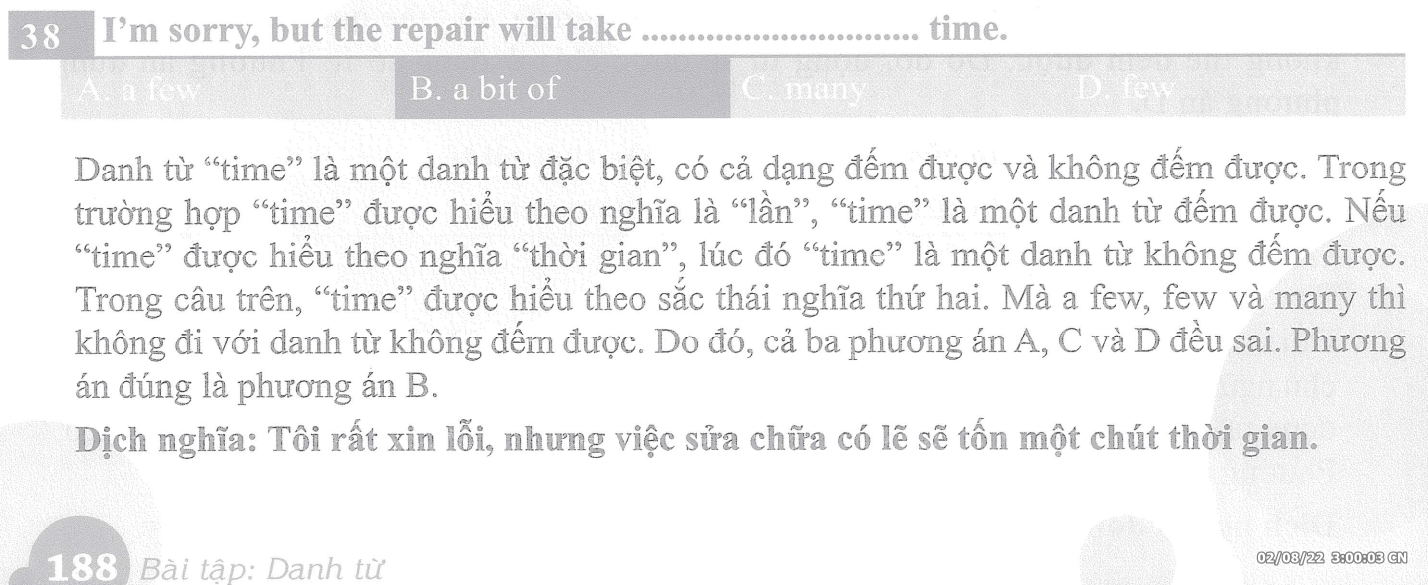 38 I'm sorry, but the repair will take .............................. time.
A. a few B. a bit of C. many D. few
Danh từ “time” là một danh từ đặc biệt, có cả dạng đếm được và không đếm được. Trong
trường hợp “time” được hiểu theo nghĩa là “lần”, “time” là một danh từ đếm được. Nếu
“time” được hiểu theo nghĩa “thời gian”, lúc đó “time” là một danh từ không đếm được.
Trong câu trên, “time” được hiểu theo sắc thái nghĩa thứ hai. Mà a few, few và many thì
không đi với danh từ không đếm được. Do đó, cả ba phương án A, C và D đều sai. Phương
án đúng là phương án B.
Dịch nghĩa: Tôi rất xin lỗi, nhưng việc sửa chữa có lẽ sẽ tốn một chút thời gian.
188 Bài tập: Danh từ
02/08/22 3:00:03 CN